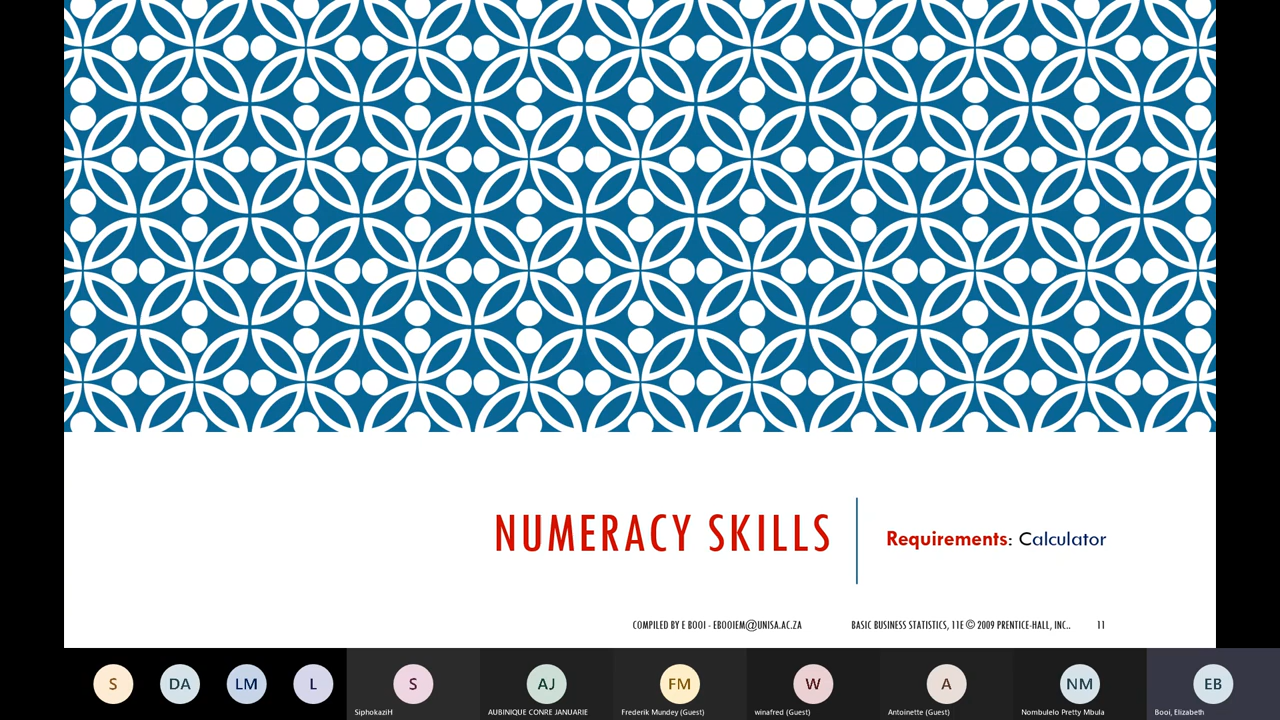 NUMERACY SKILLS
Requirements: Calculator
COMPILED BY E BOOI - EBOOIEM@UNISA.AC.ZA
BASIC BUSINESS STATISTICS, 11E © 2009 PRENTICE-HALL, INC..
11
S
DA
LM
L
S
AJ
FM
W
A
NM
EB
SiphokaziH
AUBINIQUE CONRE JANUARIE
Frederik Mundey (Guest)
winafred (Guest)
Antoinette (Guest)
Nombulelo Pretty Mbula
Booi, Elizabeth